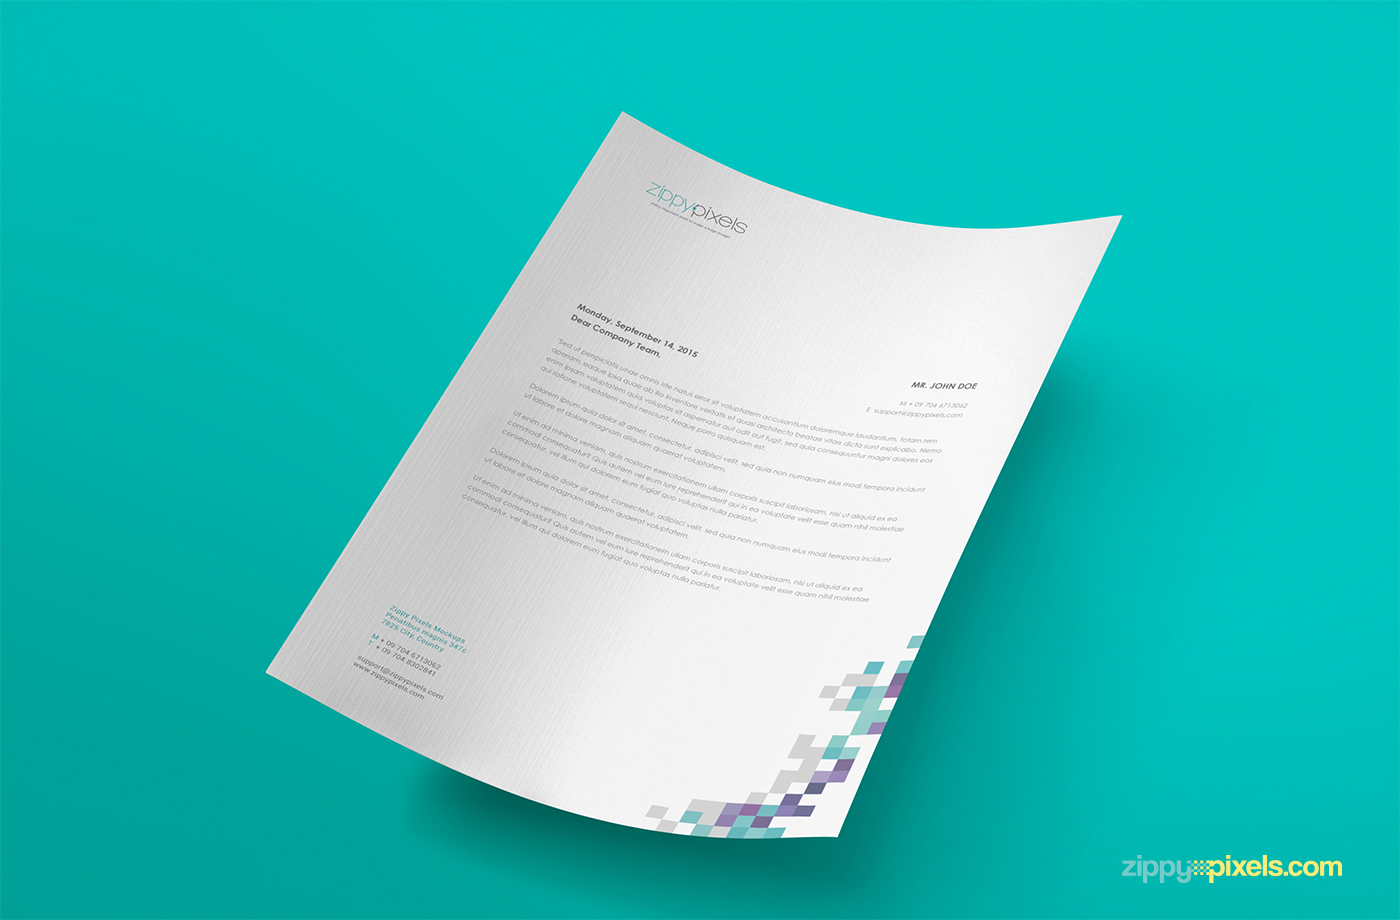 zippypixels
Monday, September 14, 2015
Dear Company Team,
MR. JOHN DOE
M + 09 704 6713062
E support@zippypixels.com
"Sed ut perspiciatis unde omnis iste natus error sit voluptatem accusantium doloremque laudantium, totam rem
aperiam, eaque ipsa quae ab illo inventore veritatis et quasi architecto beatae vitae dicta sunt explicabo. Nemo
enim ipsam voluptatem quia voluptas sit aspernatur aut odit aut fugit, sed quia consequuntur magni dolores eos
qui ratione voluptatem sequi nesciunt. Neque porro quisquam est.
Dolorem ipsum quia dolor sit amet, consectetur, adipisci velit, sed quia non numquam eius modi tempora incidunt
ut labore et dolore magnam aliquam quaerat voluptatem.
Ut enim ad minima veniam, quis nostrum exercitationem ullam corporis suscipit laboriosam, nisi ut aliquid ex ea
commodi consequatur? Quis autem vel eum iure reprehenderit qui in ea voluptate velit esse quam nihil molestiae
consequatur, vel illum qui dolorem eum fugiat quo voluptas nulla pariatur.
Dolorem ipsum quia dolor sit amet, consectetur, adipisci velit, sed quia non numquam eius modi tempora incidunt
ut labore et dolore magnam aliquam quaerat voluptatem.
Ut enim ad minima veniam, quis nostrum exercitationem ullam corporis suscipit laboriosam, nisi ut aliquid ex ea
commodi consequatur? Quis autem vel eum iure reprehenderit qui in ea voluptate velit esse quam nihil molestiae
consequatur, vel illum qui dolorem eum fugiat quo voluptas nulla pariatur.
Zippy Pixels Mockups
Penatibus magnis 347c
7825 City, Country
M + 09 704 6713062
T + 09 704 8302841
support@zippypixels.com
www.zippypixels.com
zippypixels.com